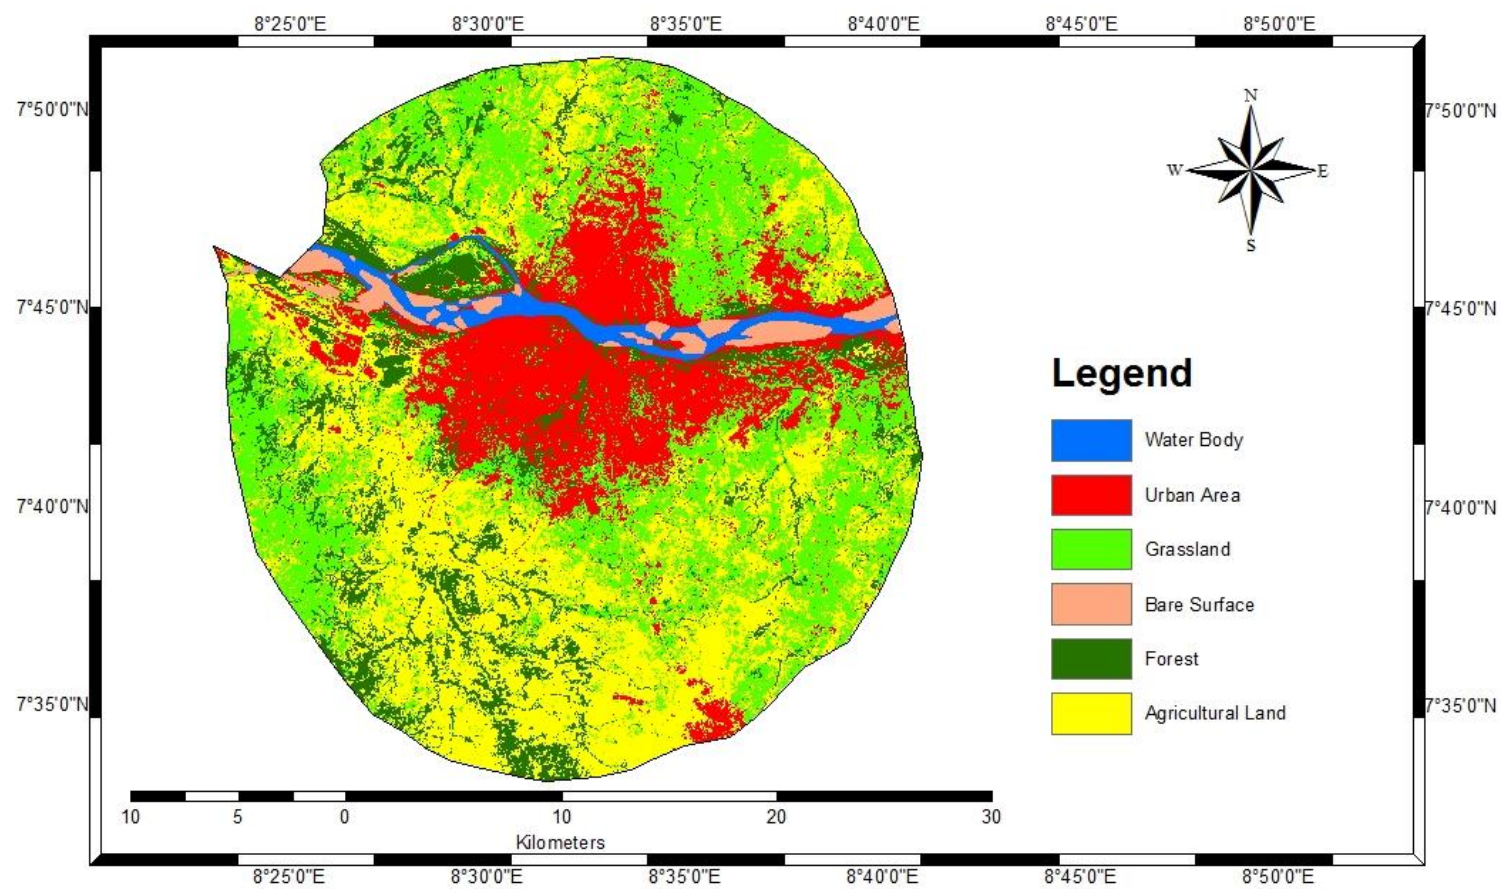 8°25'0"E 8°30'0"E 8°35'0"E 8°40'0"E 8°45'0"E 8°50'0"E
7°50'0"N 7°50'0"N
N
W E
S
7°45'0"N 7°45'0"N
Legend
Water Body
Urban Area
7°40'0"N 7°40'0"N
Grassland
Bare Surface
Forest
7°35'0"N 7°35'0"N
Agricultural Land
10 5 0 10 20 30
Kilometers
8°25'0"E 8°30'0"E 8°35'0"E 8°40'0"E 8°45'0"E 8°50'0"E